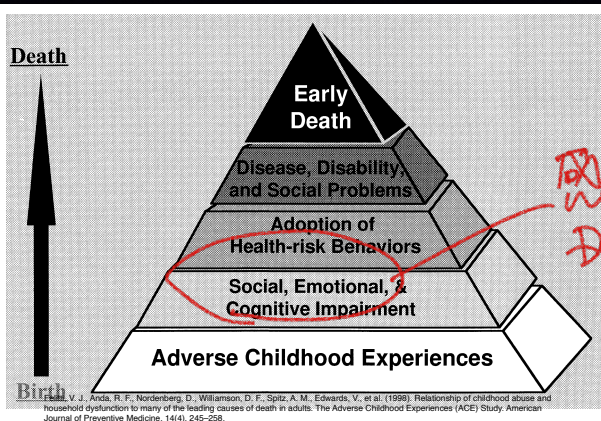 Death
Early
Death
Disease, Disability,
and Social Problems
Adoption of
Health-risk Behaviors
Social, Emotional, &
Cognitive Impairment
Adverse Childhood Experiences
Birth
Felitti, V. J., Anda, R. F., Nordenberg, D., Williamson, D. F., Spitz, A. M., Edwards, V., et al. (1998). Relationship of childhood abuse and
household dysfunction to many of the leading causes of death in adults. The Adverse Childhood Experiences (ACE) Study. American
Journal of Preventive Medicine, 14(4), 245–258.